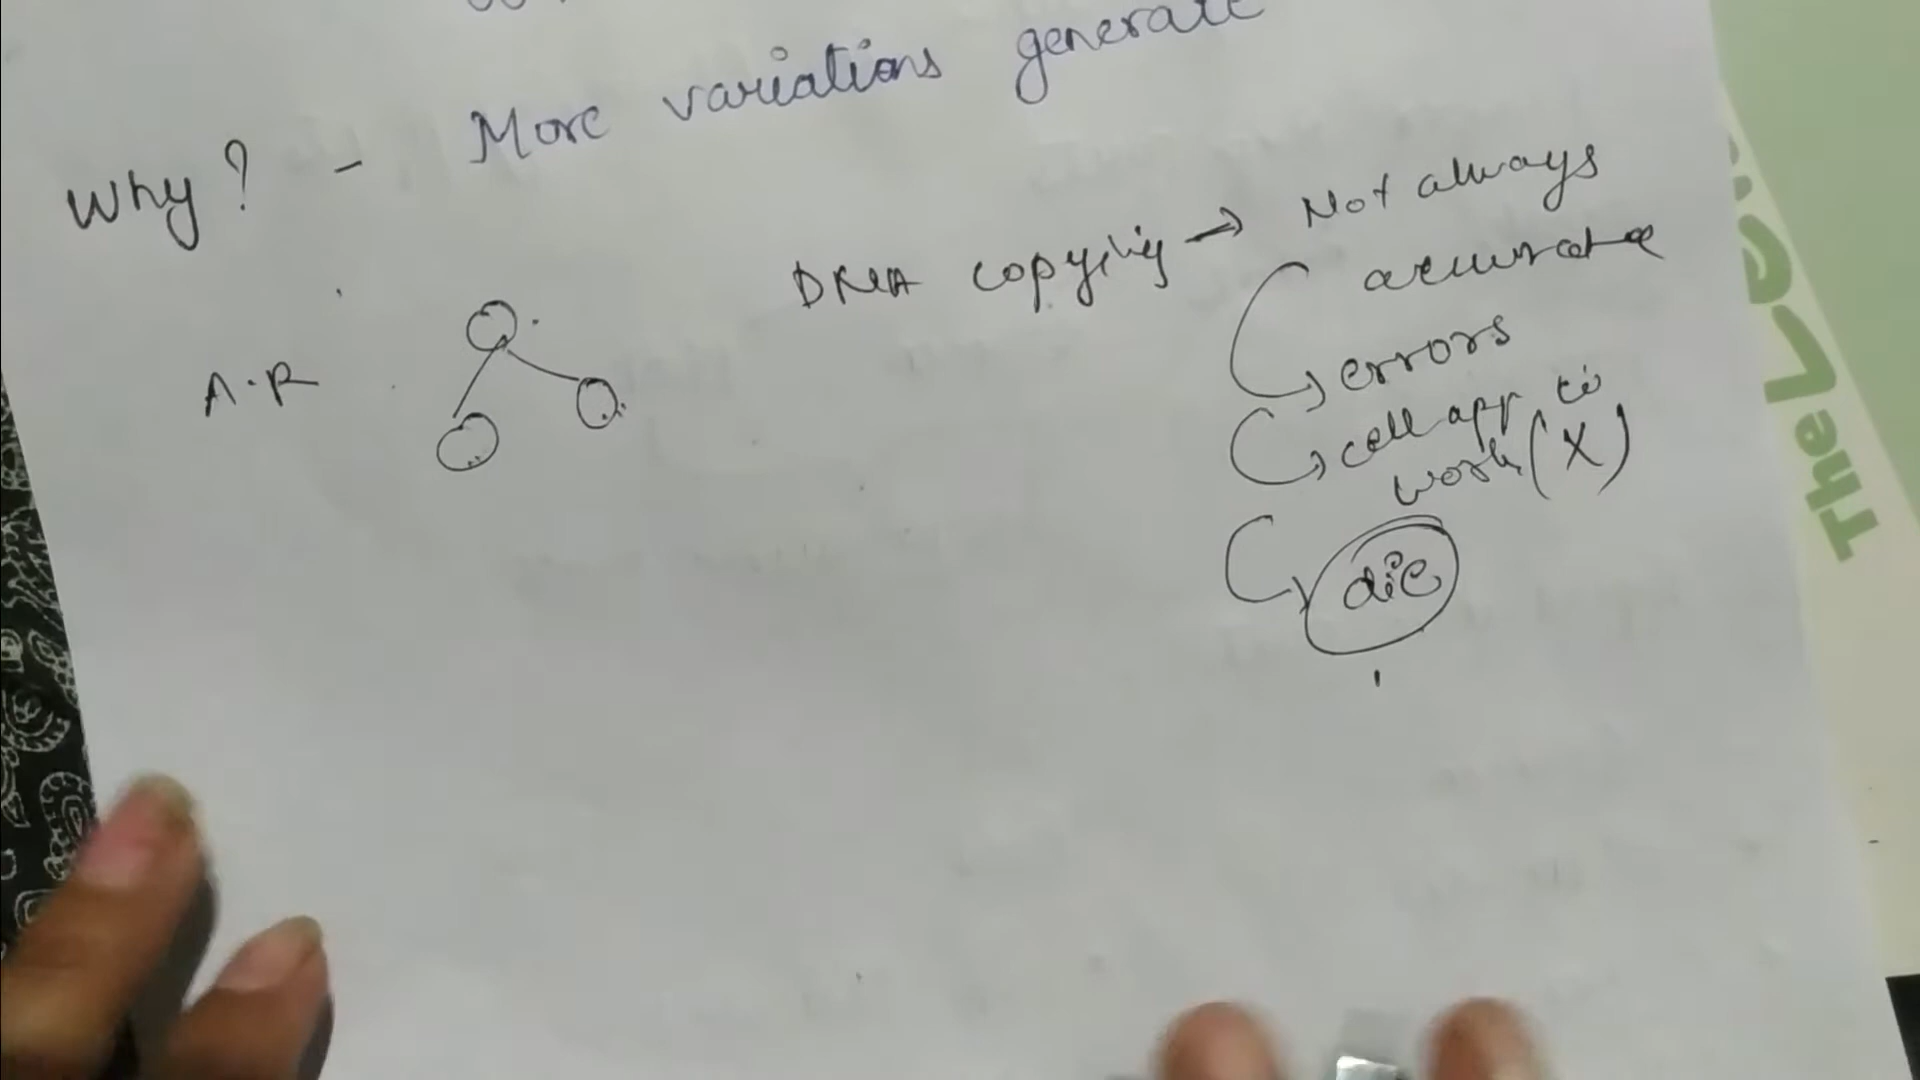 Why? - More variations generate
DNA copying → Not always
accurate
errors
A.R
cell app to
work (X)
die
The